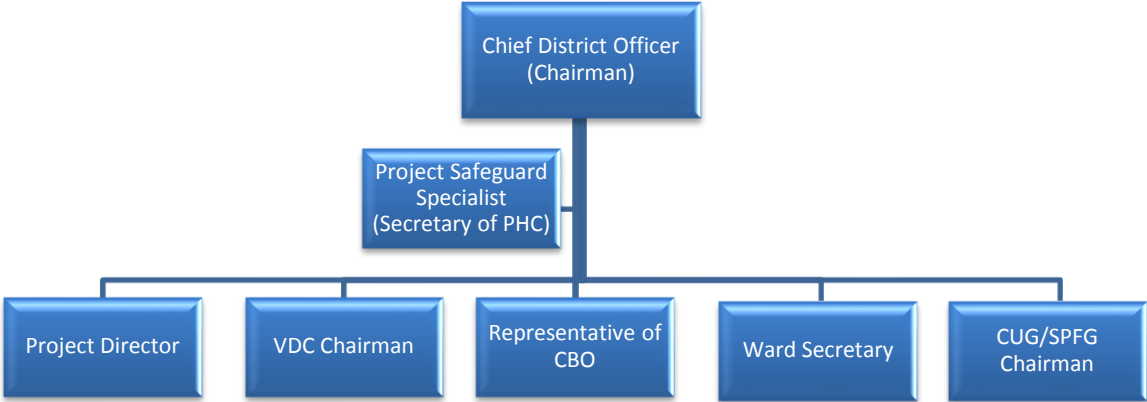 Chief District Officer
(Chairman)
Project Safeguard
Specialist
(Secretary of PHC)
Project Director
VDC Chairman
Representative of
CBO
Ward Secretary
CUG/SPFG
Chairman